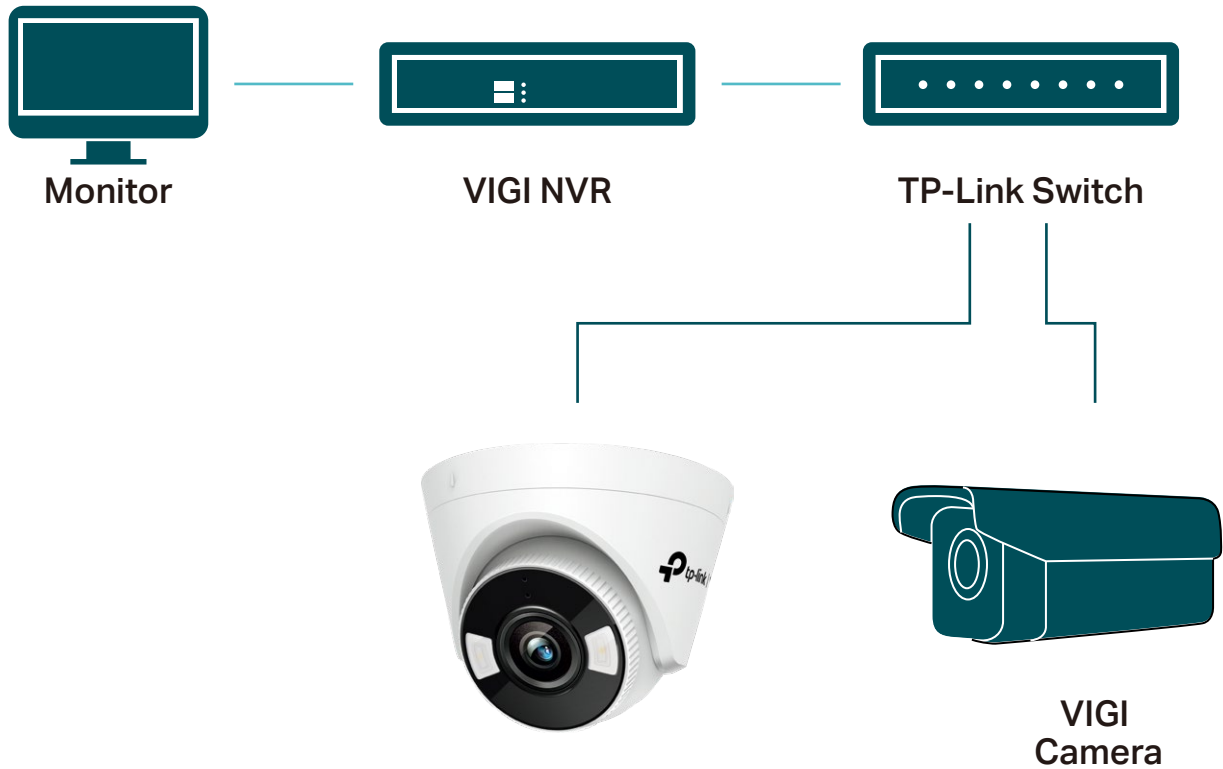 Monitor
VIGI NVR
TP-Link Switch
tp-link
VIGI
Camera